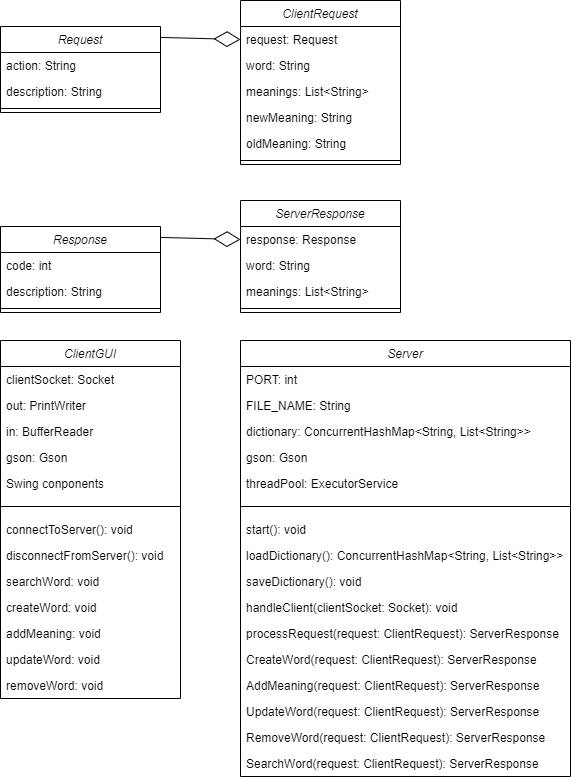 ClientRequest
request: Request
word: String
meanings: List<String>
newMeaning: String
oldMeaning: String
Request
action: String
description: String
ServerResponse
response: Response
word: String
meanings: List<String>
Response
code: int
description: String
ClientGUI
clientSocket: Socket
out: PrintWriter
in: BufferReader
gson: Gson
Swing conponents
connectToServer(): void
disconnectFromServer(): void
searchWord: void
createWord: void
addMeaning: void
updateWord: void
removeWord: void
Server
PORT: int
FILE_NAME: String
dictionary: ConcurrentHashMap<String, List<String>>
gson: Gson
threadPool: ExecutorService
start(): void
loadDictionary(): ConcurrentHashMap<String, List<String>>
saveDictionary(): void
handleClient(clientSocket: Socket): void
processRequest(request: ClientRequest): ServerResponse
CreateWord(request: ClientRequest): ServerResponse
AddMeaning(request: ClientRequest): ServerResponse
UpdateWord(request: ClientRequest): ServerResponse
RemoveWord(request: ClientRequest): ServerResponse
SearchWord(request: ClientRequest): ServerResponse